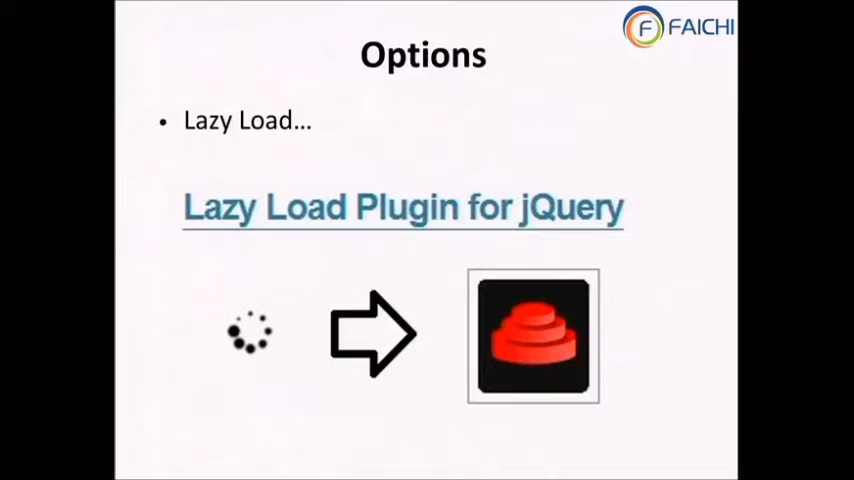 F FAICHI
Options
• Lazy Load...
Lazy Load Plugin for jQuery